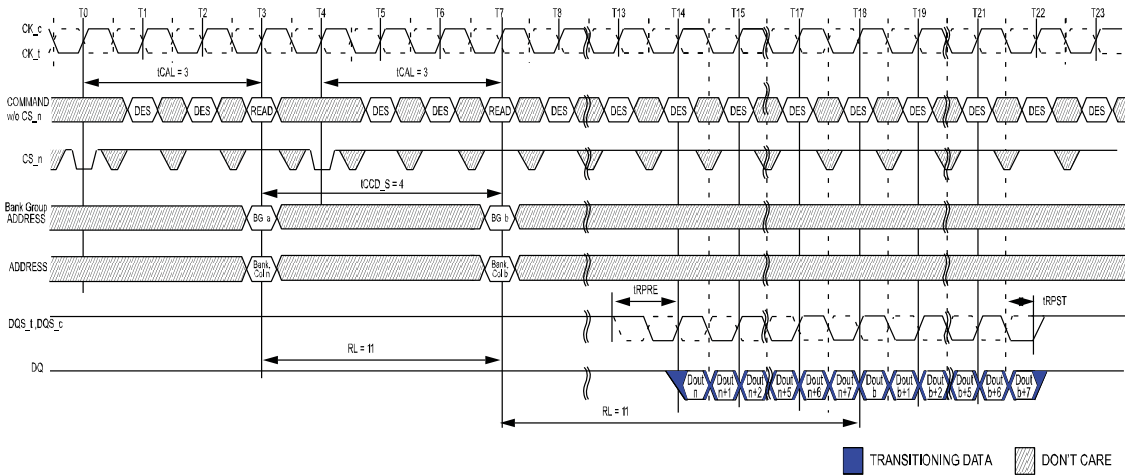 T0 T1 T2 T3 T4 T5 T6 T7 T8 T13 T14 T15 T17 T18 T19 T21 T22 T23
CK_c
CK_t
tCAL = 3 tCAL = 3
COMMAND
w/o CS_n
DES DES READ DES DES READ DES DES DES DES DES DES DES DES DES DES
CS_n
tCCD_S = 4
Bank Group
ADDRESS
BG a BG b
ADDRESS
Bank, Bank,
Col n Col b
tRPRE tRPST
DQS_t ,DQS_c
RL = 11
DQ
Dout Dout Dout Dout Dout Dout Dout Dout Dout Dout Dout Dout
n n+1 n+2 n+5 n+6 n+7 b b+1 b+2 b+5 b+6 b+7
RL = 11
TRANSITIONING DATA DON'T CARE